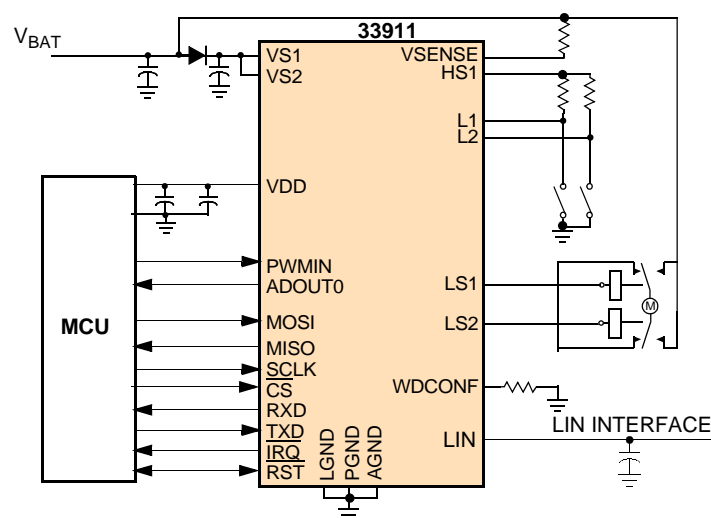 33911
VBAT
VS1
VS2
VSENSE
HS1
L1
L2
VDD
PWMIN
ADOUT0
MCU
MOSI
MISO
SCLK
CS
RXD
TXD
IRQ
RST
LS1
LS2
M
WDCONF
LIN
LIN INTERFACE
LGND
PGND
AGND